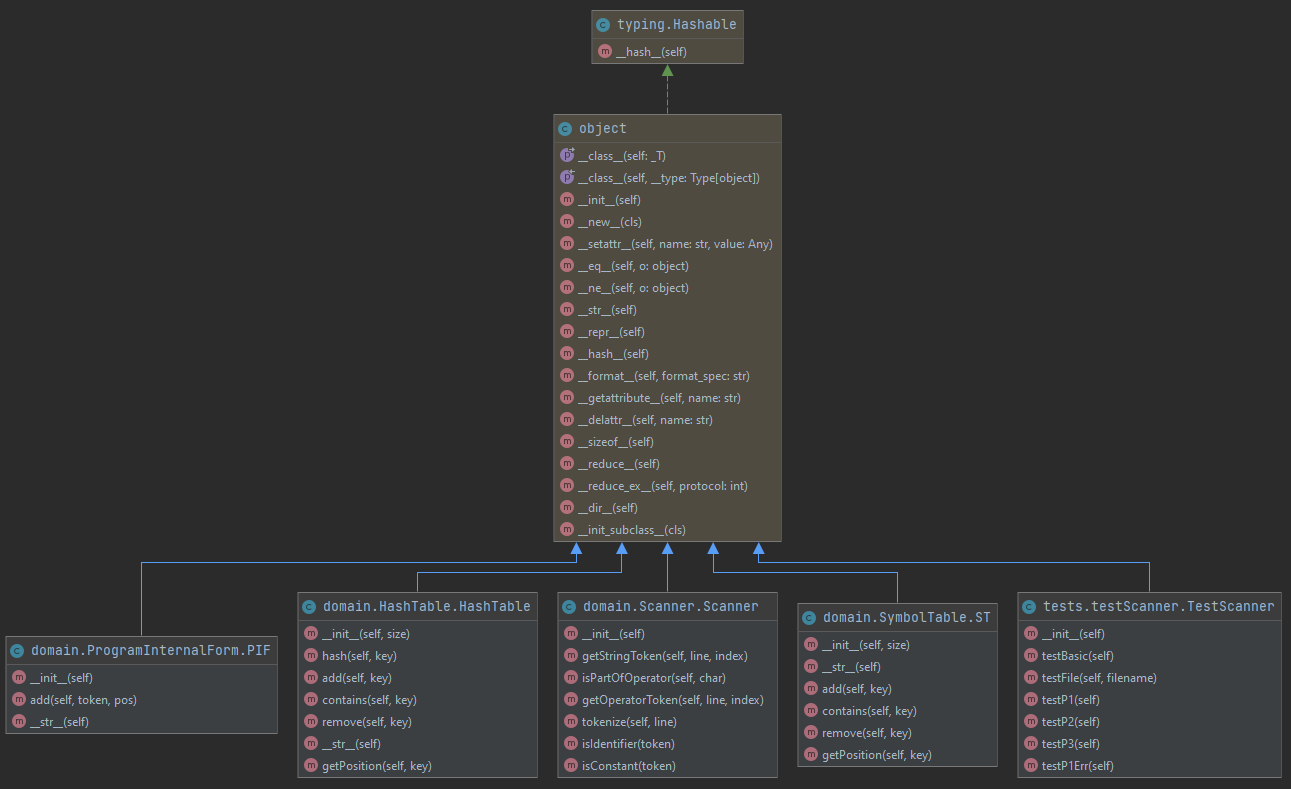 typing.Hashable
__hash__(self)
object
__class__(self: _T)
__class__(self, __type: Type[object])
__init__(self)
__new__(cls)
__setattr__(self, name: str, value: Any)
__eq__(self, o: object)
__ne__(self, o: object)
__str__(self)
__repr__(self)
__hash__(self)
__format__(self, format_spec: str)
__getattribute__(self, name: str)
__delattr__(self, name: str)
__sizeof__(self)
__reduce__(self)
__reduce_ex__(self, protocol: int)
__dir__(self)
__init_subclass__(cls)
domain.ProgramInternalForm.PIF
__init__(self)
add(self, token, pos)
__str__(self)
domain.HashTable.HashTable
__init__(self, size)
hash(self, key)
add(self, key)
contains(self, key)
remove(self, key)
__str__(self)
getPosition(self, key)
domain.Scanner.Scanner
__init__(self)
getStringToken(self, line, index)
isPartOfOperator(self, char)
getOperatorToken(self, line, index)
tokenize(self, line)
isIdentifier(token)
isConstant(token)
domain.SymbolTable.ST
__init__(self, size)
__str__(self)
add(self, key)
contains(self, key)
remove(self, key)
getPosition(self, key)
tests.testScanner.TestScanner
__init__(self)
testBasic(self)
testFile(self, filename)
testP1(self)
testP2(self)
testP3(self)
testP1Err(self)